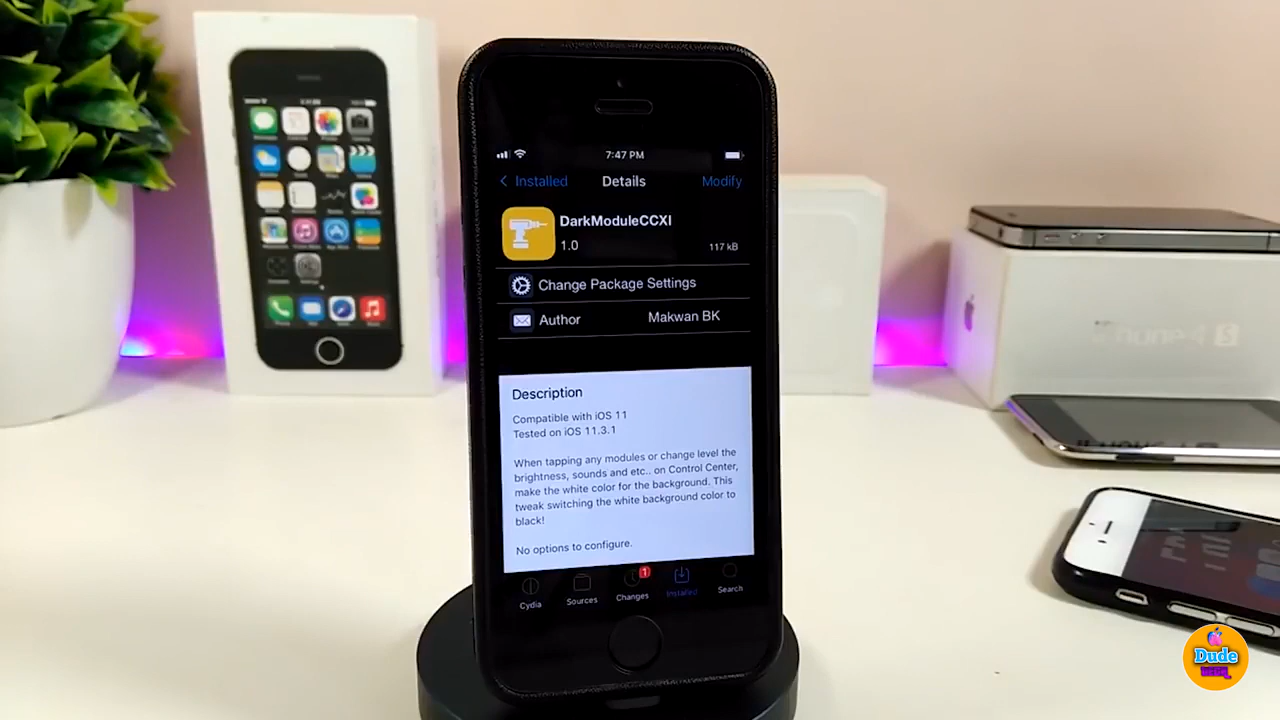 7:47 PM
Installed
Details
Modify
DarkModuleCCXI
1.0
117 kB
Change Package Settings
Author
Makwan BK
Description
Compatible with iOS 11
Tested on iOS 11.3.1
When tapping any modules or change level the
brightness, sounds and etc.. on Control Center,
make the white color for the background. This
tweak switching the white background color to
black!
No options to configure.
1
Cydia
Sources
Changes
Installed
Search
Dude